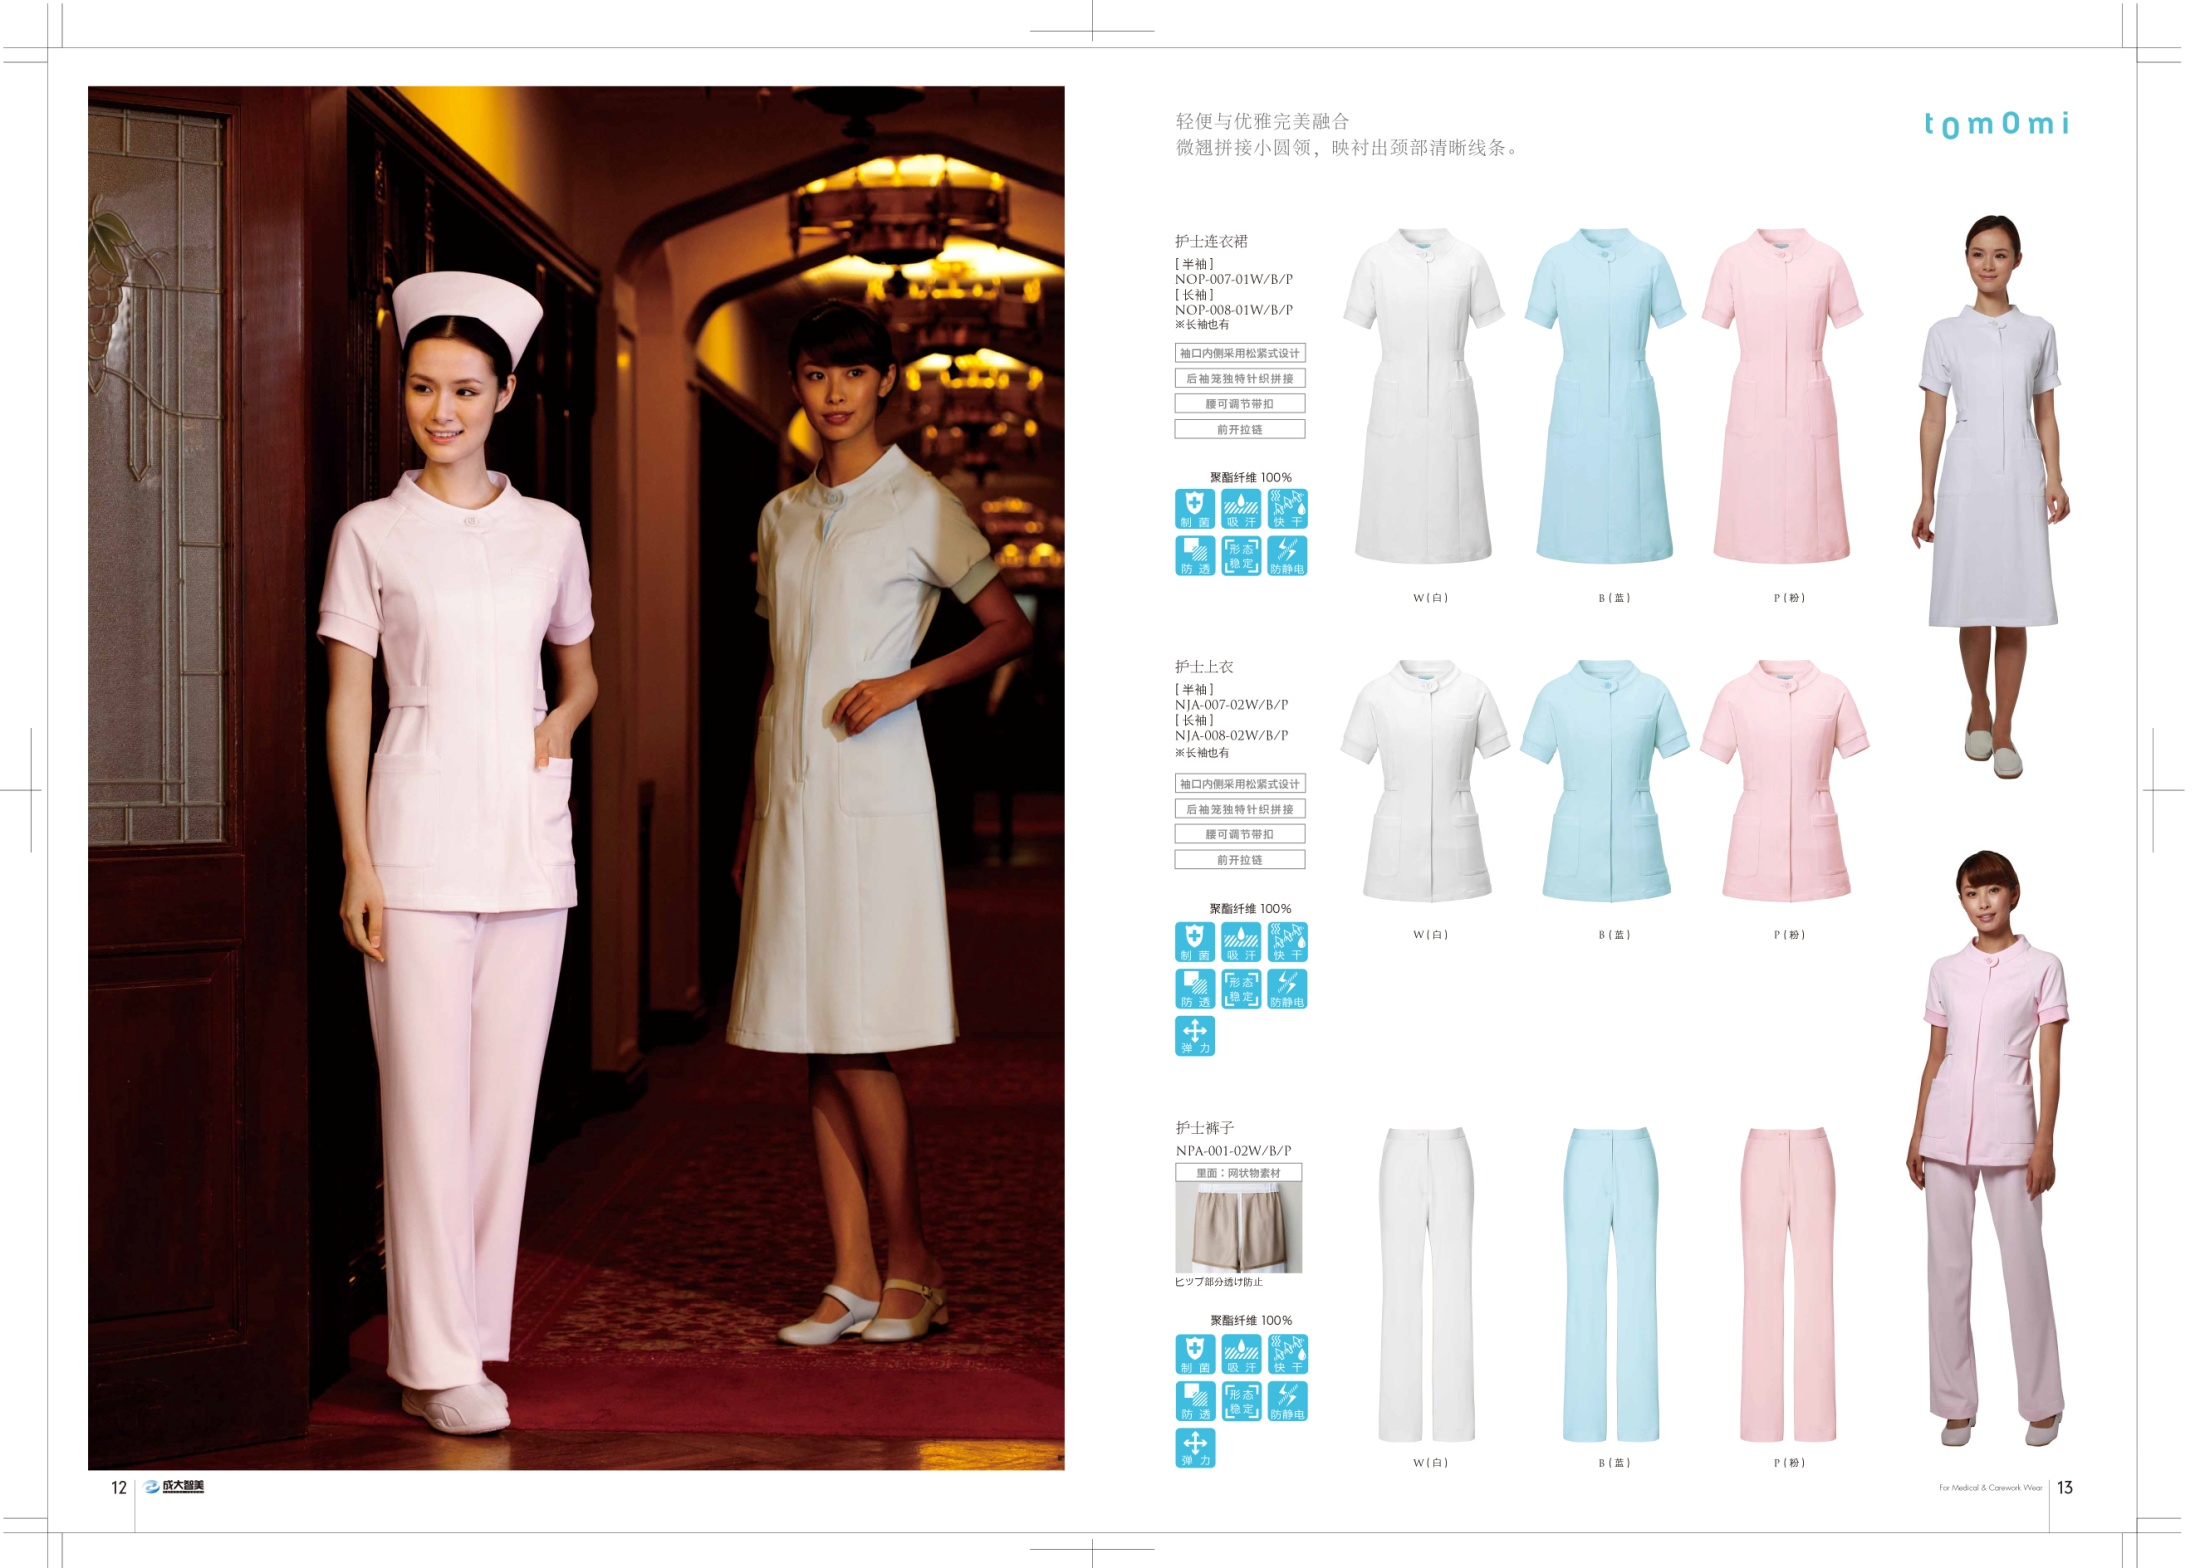 轻便与优雅完美融合
微翘拼接小圆领，映衬出颈部清晰线条。
tomomi
护士连衣裙
[ 半袖 ]
NOP-007-01W/B/P
[ 长袖 ]
NOP-008-01W/B/P
※长袖也有
袖口内侧采用松紧式设计
后袖笼独特针织拼接
腰可调节带扣
前开拉链
聚酯纤维 100%
制 菌
吸 汗
快 干
防 透
形态
稳定
防静电
W ( 白 )
B ( 蓝 )
P ( 粉 )
护士上衣
[ 半袖 ]
NJA-007-02W/B/P
[ 长袖 ]
NJA-008-02W/B/P
※长袖也有
袖口内侧采用松紧式设计
后袖笼独特针织拼接
腰可调节带扣
前开拉链
聚酯纤维 100%
制 菌
吸 汗
快 干
防 透
形态
稳定
防静电
弹 力
W ( 白 )
B ( 蓝 )
P ( 粉 )
护士裤子
NPA-001-02W/B/P
里面：网状物素材
ヒップ部分透け防止
聚酯纤维 100%
制 菌
吸 汗
快 干
防 透
形态
稳定
防静电
弹 力
W ( 白 )
B ( 蓝 )
P ( 粉 )
12
成大智美
For Medical & Carework Wear
13